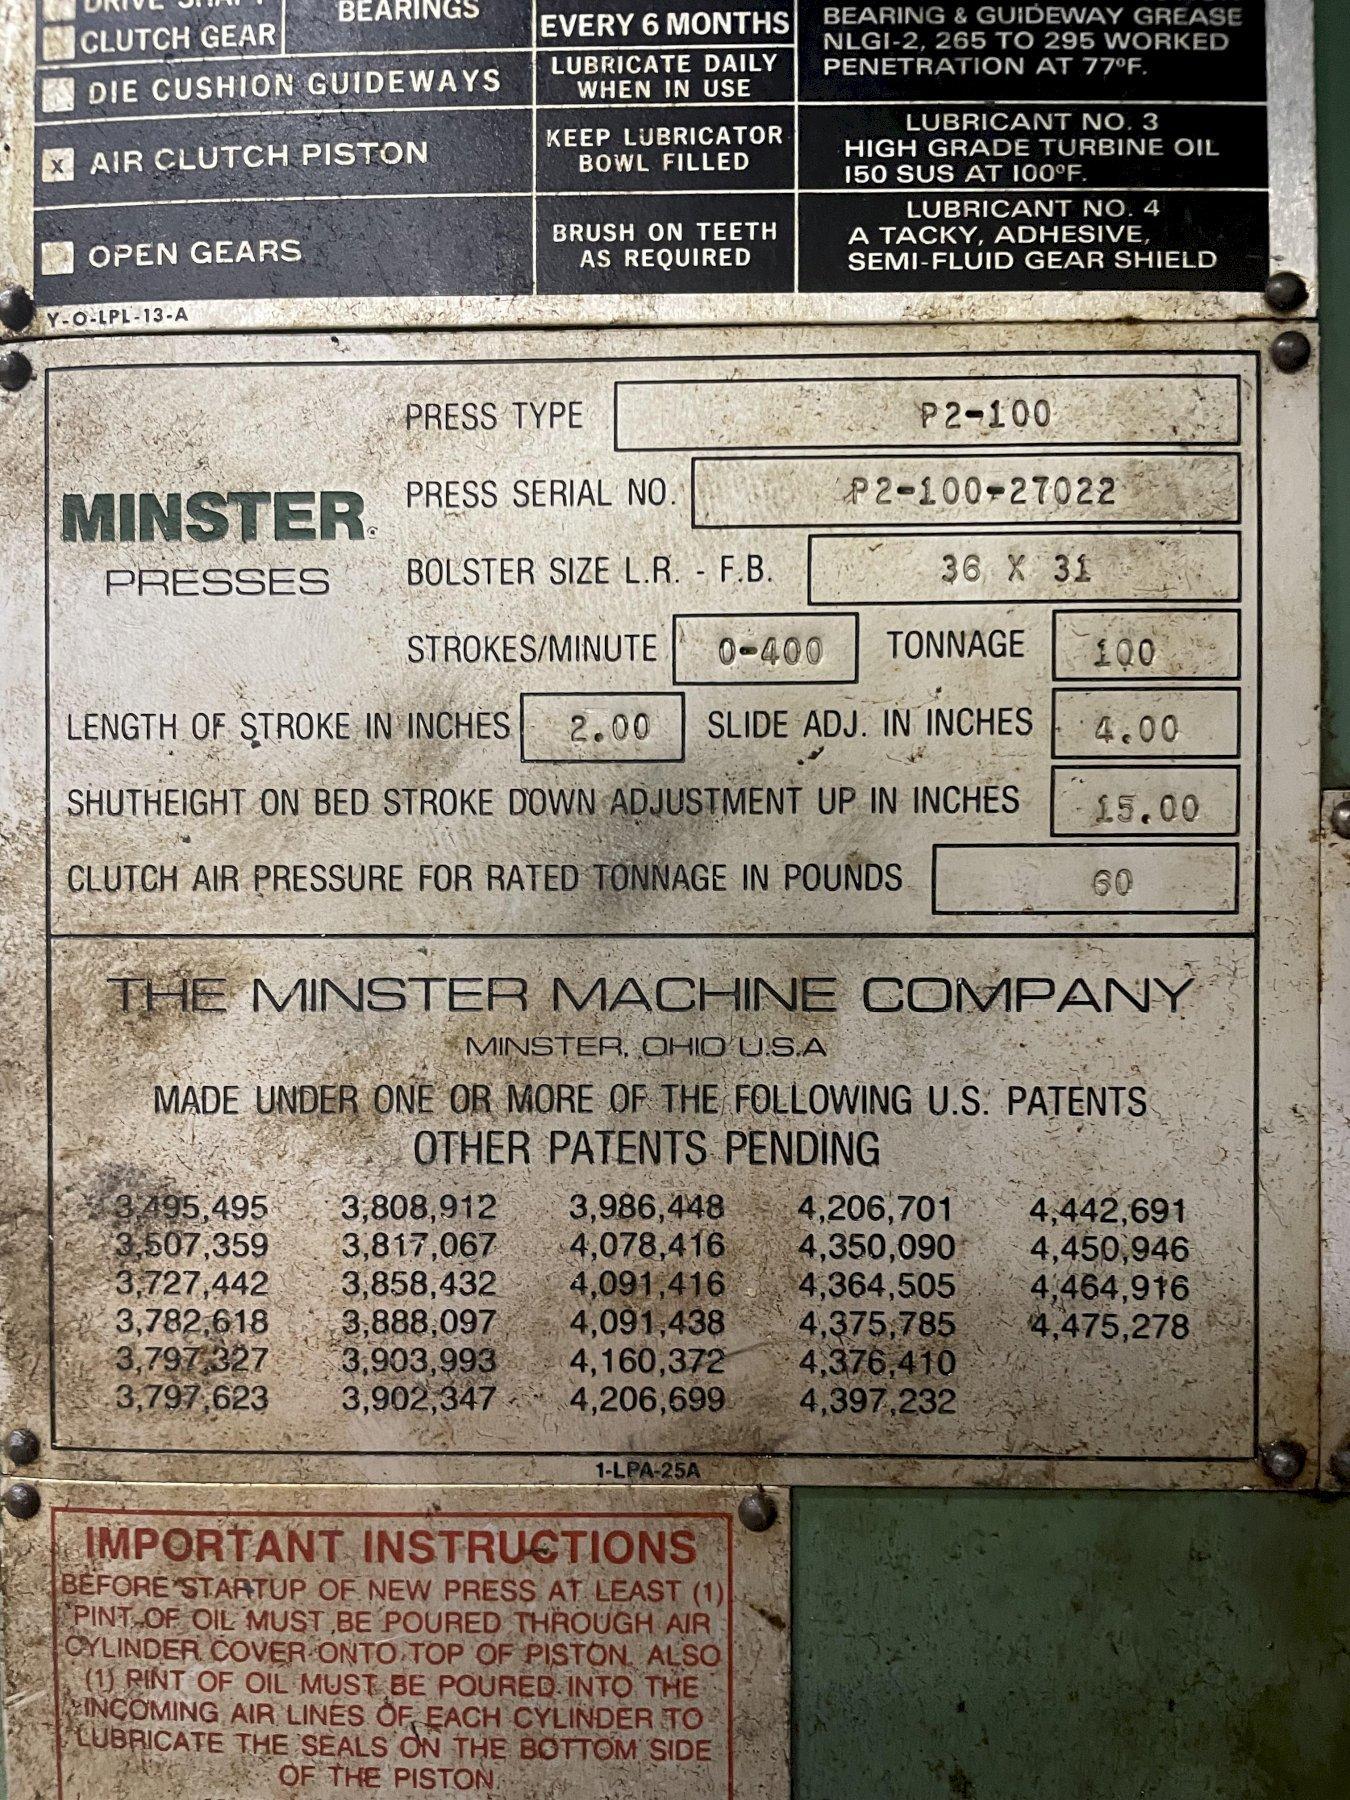 CLUTCH GEAR
BEARINGS
EVERY 6 MONTHS
BEARING & GUIDEWAY GREASE
NLGI-2, 265 TO 295 WORKED
PENETRATION AT 77ºF.
DIE CUSHION GUIDEWAYS
LUBRICATE DAILY
WHEN IN USE
X AIR CLUTCH PISTON
KEEP LUBRICATOR
BOWL FILLED
LUBRICANT NO. 3
HIGH GRADE TURBINE OIL
150 SUS AT 100ºF.
OPEN GEARS
BRUSH ON TEETH
AS REQUIRED
LUBRICANT NO. 4
A TACKY, ADHESIVE,
SEMI-FLUID GEAR SHIELD
Y-O-LPL-13-A
MINSTER
PRESSES
PRESS TYPE P2-100
PRESS SERIAL NO. P2-100-27022
BOLSTER SIZE L.R. - F.B. 36 X 31
STROKES/MINUTE 0-400 TONNAGE 100
LENGTH OF STROKE IN INCHES 2.00 SLIDE ADJ. IN INCHES 4.00
SHUTHEIGHT ON BED STROKE DOWN ADJUSTMENT UP IN INCHES 15.00
CLUTCH AIR PRESSURE FOR RATED TONNAGE IN POUNDS 60
THE MINSTER MACHINE COMPANY
MINSTER, OHIO U.S.A
MADE UNDER ONE OR MORE OF THE FOLLOWING U.S. PATENTS
OTHER PATENTS PENDING
3,495,495 3,808,912 3,986,448 4,206,701 4,442,691
3,507,359 3,817,067 4,078,416 4,350,090 4,450,946
3,727,442 3,858,432 4,091,416 4,364,505 4,464,916
3,782,618 3,888,097 4,091,438 4,375,785 4,475,278
3,797,327 3,903,993 4,160,372 4,376,410
3,797,623 3,902,347 4,206,699 4,397,232
1-LPA-25A
IMPORTANT INSTRUCTIONS
BEFORE STARTUP OF NEW PRESS AT LEAST (1)
PINT OF OIL MUST BE POURED THROUGH AIR
CYLINDER COVER ONTO TOP OF PISTON. ALSO
(1) PINT OF OIL MUST BE POURED INTO THE
INCOMING AIR LINES OF EACH CYLINDER TO
LUBRICATE THE SEALS ON THE BOTTOM SIDE
OF THE PISTON.